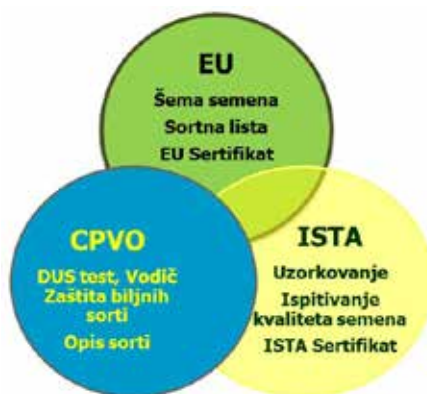 EU
Šema semena
Sortna lista
EU Sertifikat
CPVO
DUS test, Vodič
Zaštita biljnih
sorti
Opis sorti
ISTA
Uzorkovanje
Ispitivanje
kvaliteta semena
ISTA Sertifikat